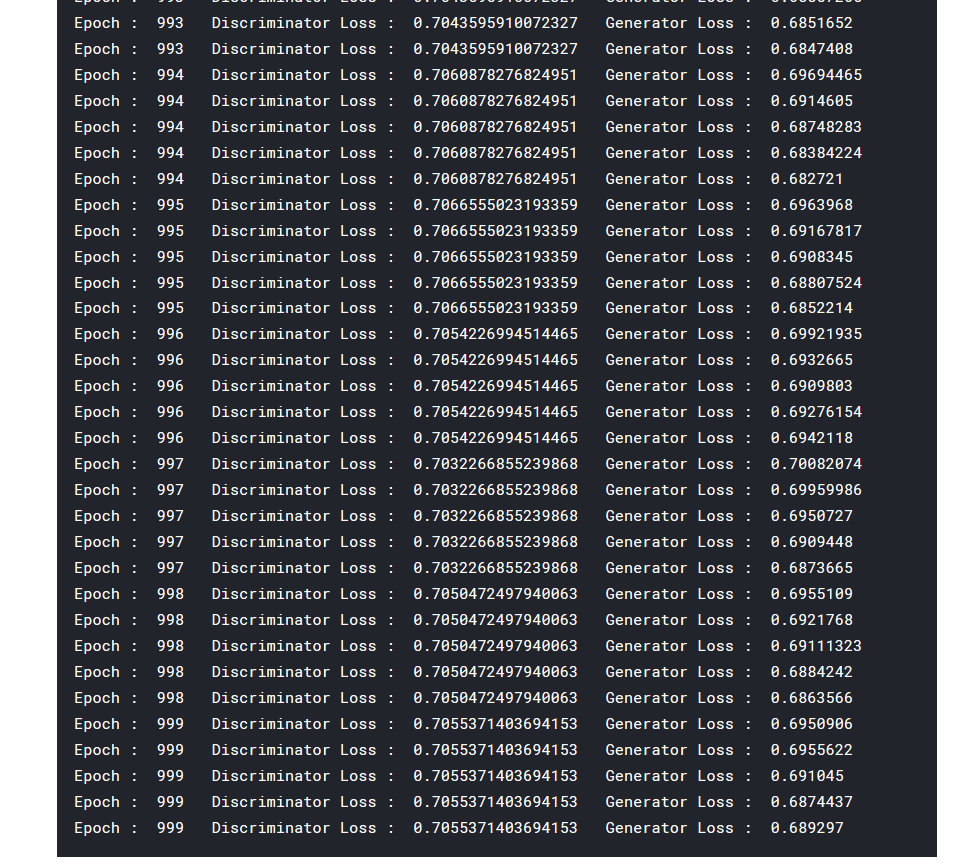 Epoch :  993   Discriminator Loss :  0.7043595910072327   Generator Loss :  0.6851652
Epoch :  993   Discriminator Loss :  0.7043595910072327   Generator Loss :  0.6847408
Epoch :  994   Discriminator Loss :  0.7060878276824951   Generator Loss :  0.69694465
Epoch :  994   Discriminator Loss :  0.7060878276824951   Generator Loss :  0.6914605
Epoch :  994   Discriminator Loss :  0.7060878276824951   Generator Loss :  0.68748283
Epoch :  994   Discriminator Loss :  0.7060878276824951   Generator Loss :  0.68384224
Epoch :  994   Discriminator Loss :  0.7060878276824951   Generator Loss :  0.682721
Epoch :  995   Discriminator Loss :  0.7066555023193359   Generator Loss :  0.6963968
Epoch :  995   Discriminator Loss :  0.7066555023193359   Generator Loss :  0.69167817
Epoch :  995   Discriminator Loss :  0.7066555023193359   Generator Loss :  0.6908345
Epoch :  995   Discriminator Loss :  0.7066555023193359   Generator Loss :  0.68807524
Epoch :  995   Discriminator Loss :  0.7066555023193359   Generator Loss :  0.6852214
Epoch :  996   Discriminator Loss :  0.7054226994514465   Generator Loss :  0.69921935
Epoch :  996   Discriminator Loss :  0.7054226994514465   Generator Loss :  0.6932665
Epoch :  996   Discriminator Loss :  0.7054226994514465   Generator Loss :  0.6909803
Epoch :  996   Discriminator Loss :  0.7054226994514465   Generator Loss :  0.69276154
Epoch :  996   Discriminator Loss :  0.7054226994514465   Generator Loss :  0.6942118
Epoch :  997   Discriminator Loss :  0.7032266855239868   Generator Loss :  0.70082074
Epoch :  997   Discriminator Loss :  0.7032266855239868   Generator Loss :  0.69959986
Epoch :  997   Discriminator Loss :  0.7032266855239868   Generator Loss :  0.6950727
Epoch :  997   Discriminator Loss :  0.7032266855239868   Generator Loss :  0.6909448
Epoch :  997   Discriminator Loss :  0.7032266855239868   Generator Loss :  0.6873665
Epoch :  998   Discriminator Loss :  0.7050472497940063   Generator Loss :  0.6955109
Epoch :  998   Discriminator Loss :  0.7050472497940063   Generator Loss :  0.6921768
Epoch :  998   Discriminator Loss :  0.7050472497940063   Generator Loss :  0.69111323
Epoch :  998   Discriminator Loss :  0.7050472497940063   Generator Loss :  0.6884242
Epoch :  998   Discriminator Loss :  0.7050472497940063   Generator Loss :  0.6863566
Epoch :  999   Discriminator Loss :  0.7055371403694153   Generator Loss :  0.6950906
Epoch :  999   Discriminator Loss :  0.7055371403694153   Generator Loss :  0.6955622
Epoch :  999   Discriminator Loss :  0.7055371403694153   Generator Loss :  0.691045
Epoch :  999   Discriminator Loss :  0.7055371403694153   Generator Loss :  0.6874437
Epoch :  999   Discriminator Loss :  0.7055371403694153   Generator Loss :  0.689297